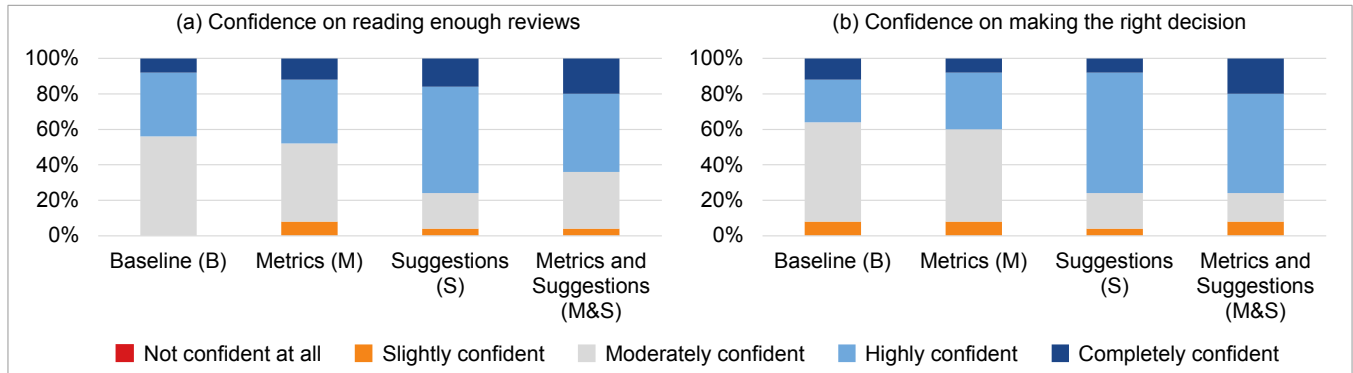 (a) Confidence on reading enough reviews
100%
80%
60%
40%
20%
0%
Baseline (B)
Metrics (M)
Suggestions
(S)
Metrics and
Suggestions
(M&S)
(b) Confidence on making the right decision
100%
80%
60%
40%
20%
0%
Baseline (B)
Metrics (M)
Suggestions
(S)
Metrics and
Suggestions
(M&S)
Not confident at all
Slightly confident
Moderately confident
Highly confident
Completely confident